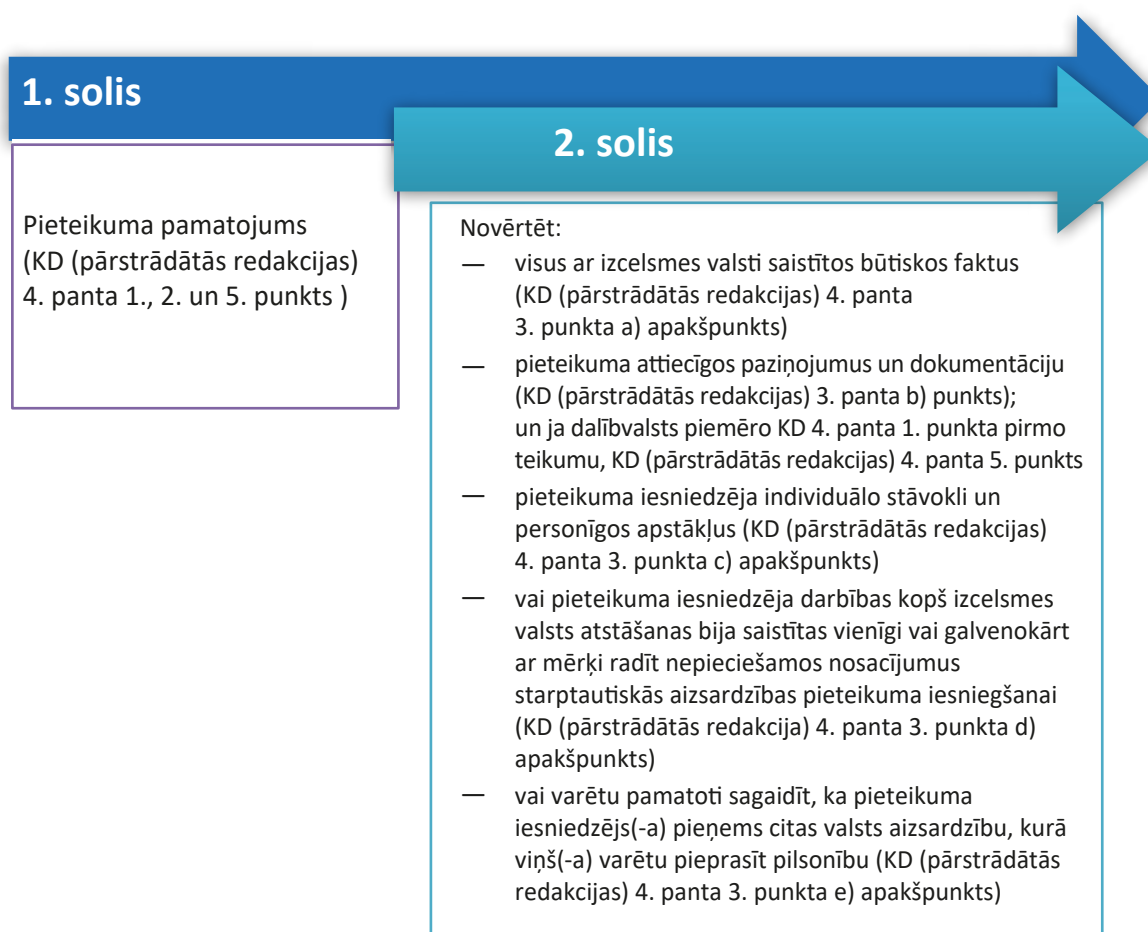 1. solis
Pieteikuma pamatojums
(KD (pārstrādātās redakcijas)
4. panta 1., 2. un 5. punkts )
2. solis
Novērtēt:
— visus ar izcelsmes valsti saistītos būtiskos faktus
(KD (pārstrādātās redakcijas) 4. panta
3. punkta a) apakšpunkts)
— pieteikuma attiecīgos paziņojumus un dokumentāciju
(KD (pārstrādātās redakcijas) 3. panta b) punkts);
un ja dalībvalsts piemēro KD 4. panta 1. punkta pirmo
teikumu, KD (pārstrādātās redakcijas) 4. panta 5. punkts
— pieteikuma iesniedzēja individuālo stāvokli un
personīgos apstākļus (KD (pārstrādātās redakcijas)
4. panta 3. punkta c) apakšpunkts)
— vai pieteikuma iesniedzēja darbības kopš izcelsmes
valsts atstāšanas bija saistītas vienīgi vai galvenokārt
ar mērķi radīt nepieciešamos nosacījumus
starptautiskās aizsardzības pieteikuma iesniegšanai
(KD (pārstrādātās redakcija) 4. panta 3. punkta d)
apakšpunkts)
— vai varētu pamatoti sagaidīt, ka pieteikuma
iesniedzējs(-a) pieņems citas valsts aizsardzību, kurā
viņš(-a) varētu pieprasīt pilsonību (KD (pārstrādātās
redakcijas) 4. panta 3. punkta e) apakšpunkts)